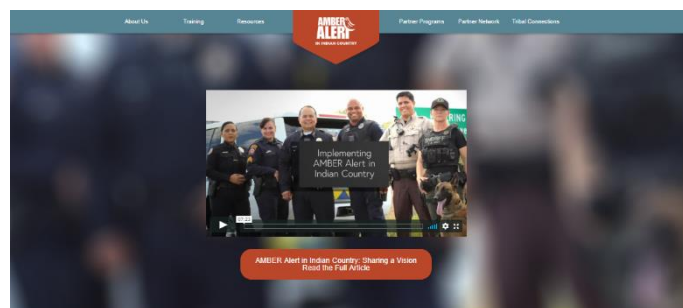 About Us
Training
Resources
AMBER
ALERT
IN INDIAN COUNTRY
Partner Programs
Partner Network
Tribal Connections
Implementing
AMBER Alert in
Indian Country
AMBER Alert in Indian Country: Sharing a Vision
Read the Full Article